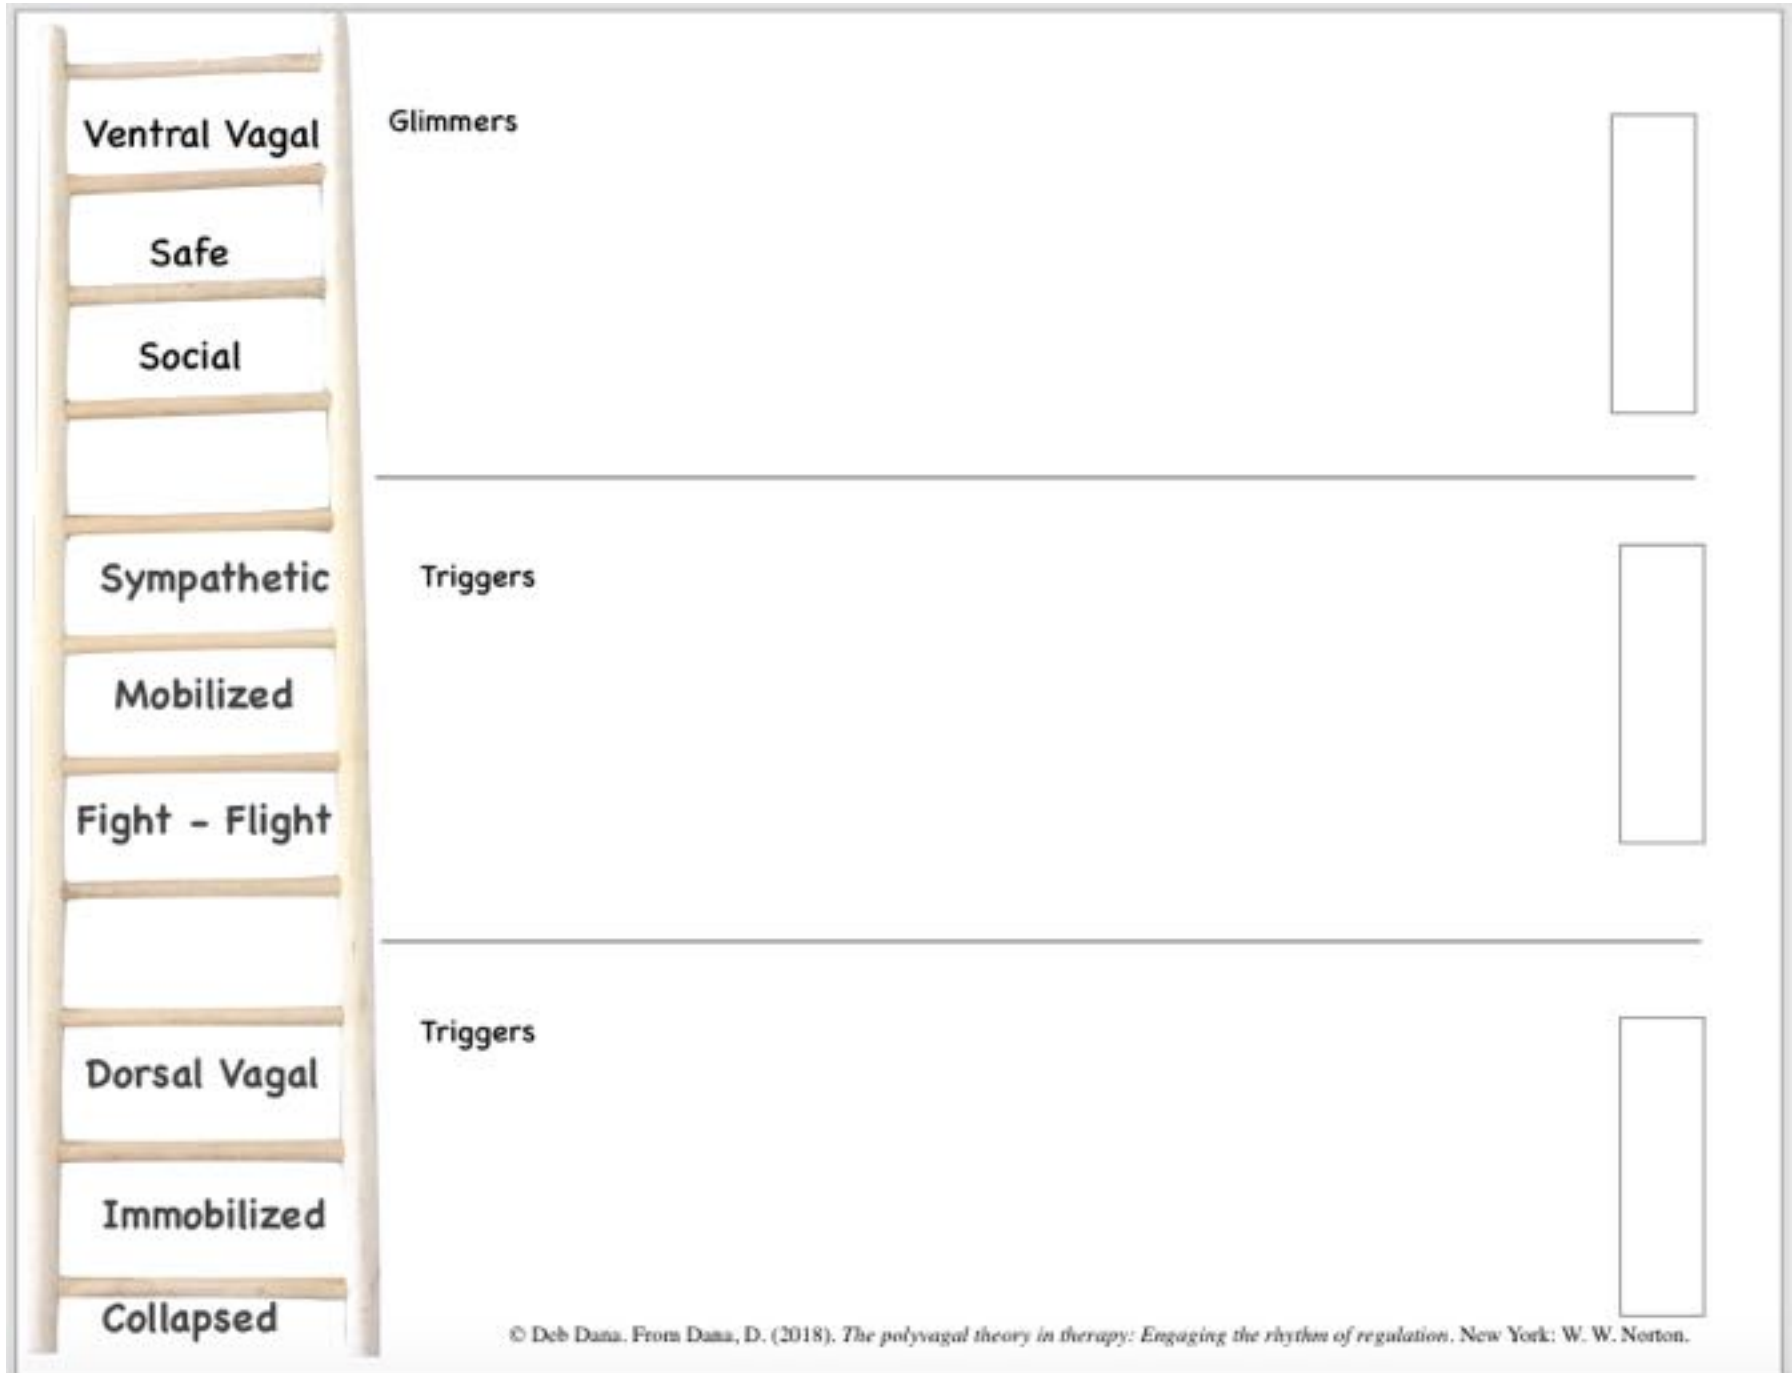 Ventral Vagal
Glimmers
Safe
Social
Sympathetic
Triggers
Mobilized
Fight - Flight
Triggers
Dorsal Vagal
Immobilized
Collapsed
© Deb Dana. From Dana, D. (2018). The polyvagal theory in therapy: Engaging the rhythm of regulation. New York: W. W. Norton.